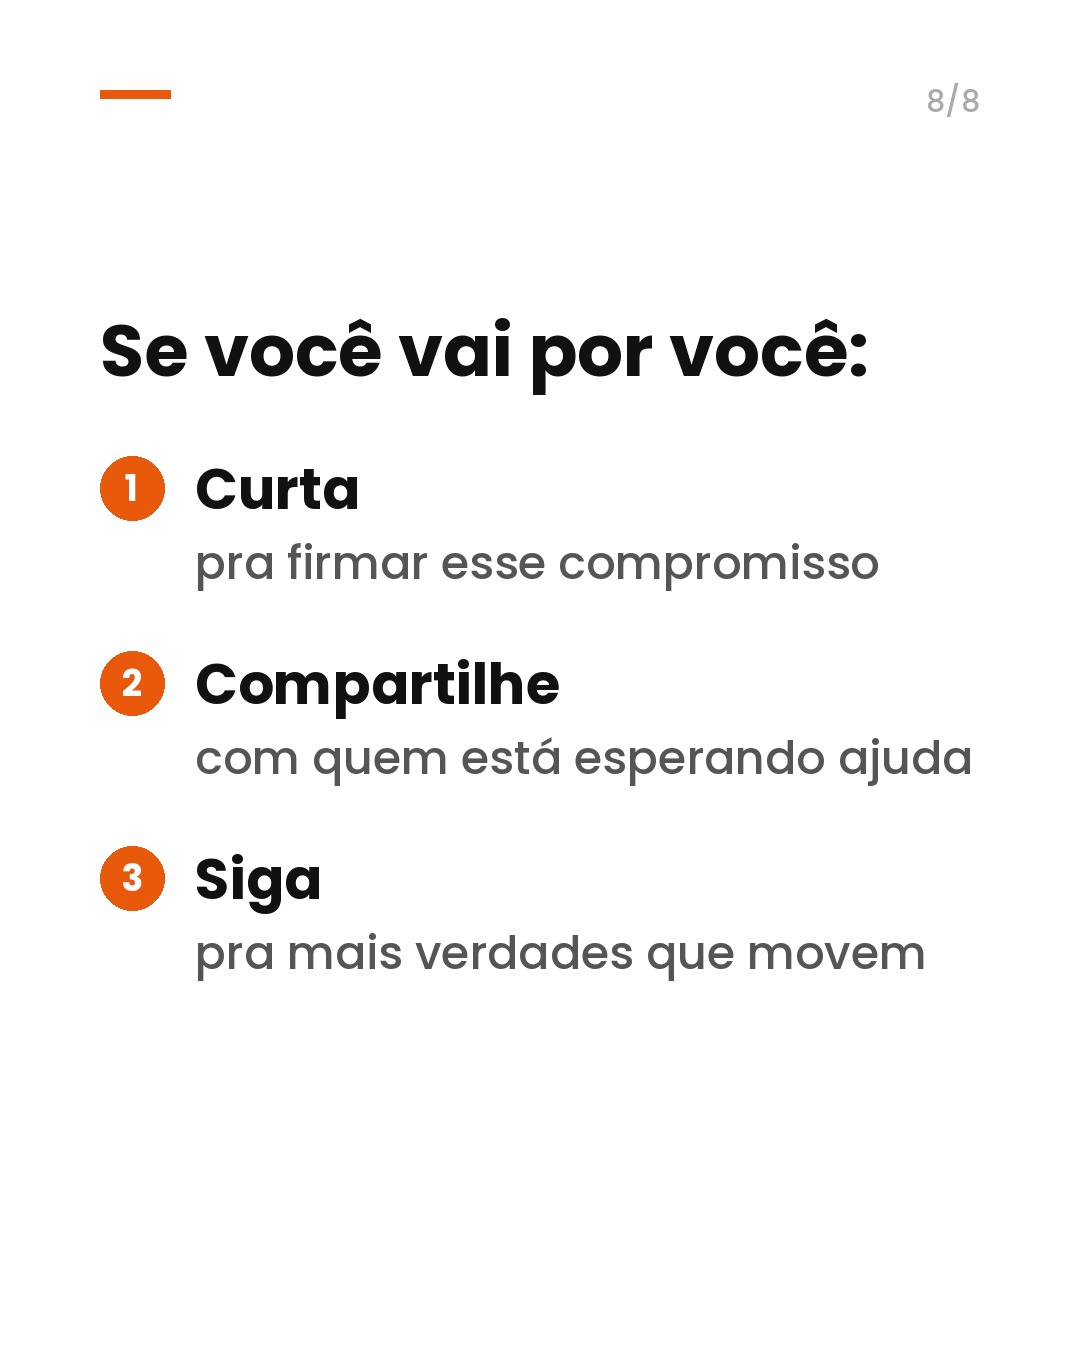 8/8
Se você vai por você:
1 Curta
pra firmar esse compromisso
2 Compartilhe
com quem está esperando ajuda
3 Siga
pra mais verdades que movem